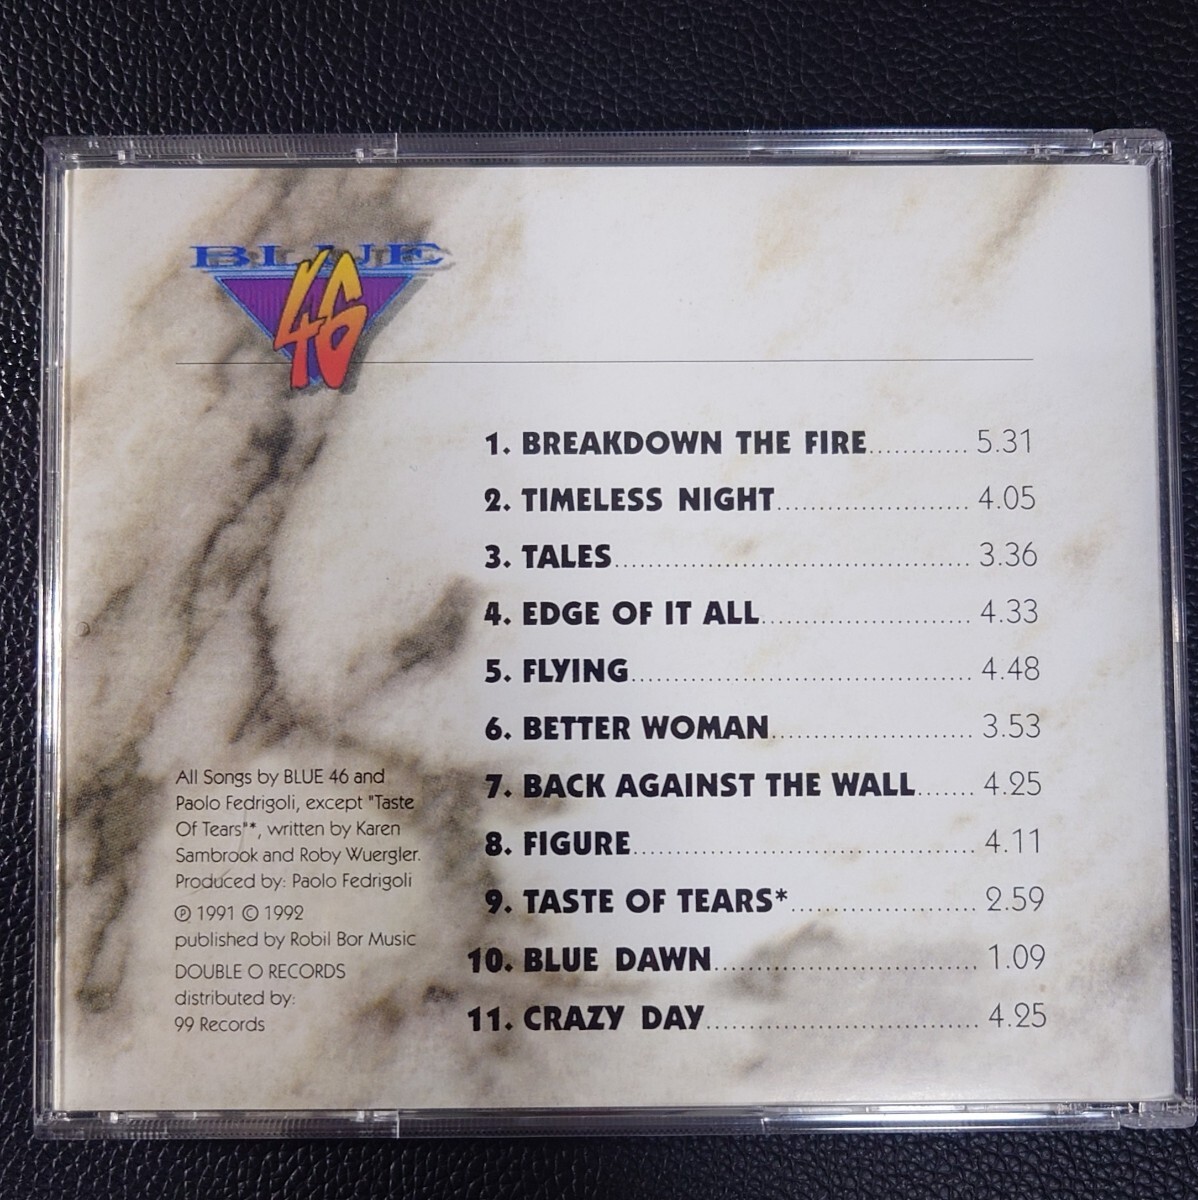 BLUE
46
1. BREAKDOWN THE FIRE............ 5.31
2. TIMELESS NIGHT...................... 4.05
3. TALES........................................ 3.36
4. EDGE OF IT ALL........................ 4.33
5. FLYING...................................... 4.48
6. BETTER WOMAN....................... 3.53
7. BACK AGAINST THE WALL....... 4.25
8. FIGURE...................................... 4.11
9. TASTE OF TEARS*..................... 2.59
10. BLUE DAWN............................. 1.09
11. CRAZY DAY.............................. 4.25
All Songs by BLUE 46 and
Paolo Fedrigoli, except "Taste
Of Tears"*, written by Karen
Sambrook and Roby Wuergler.
Produced by: Paolo Fedrigoli
℗ 1991 © 1992
published by Robil Bor Music
DOUBLE O RECORDS
distributed by:
99 Records